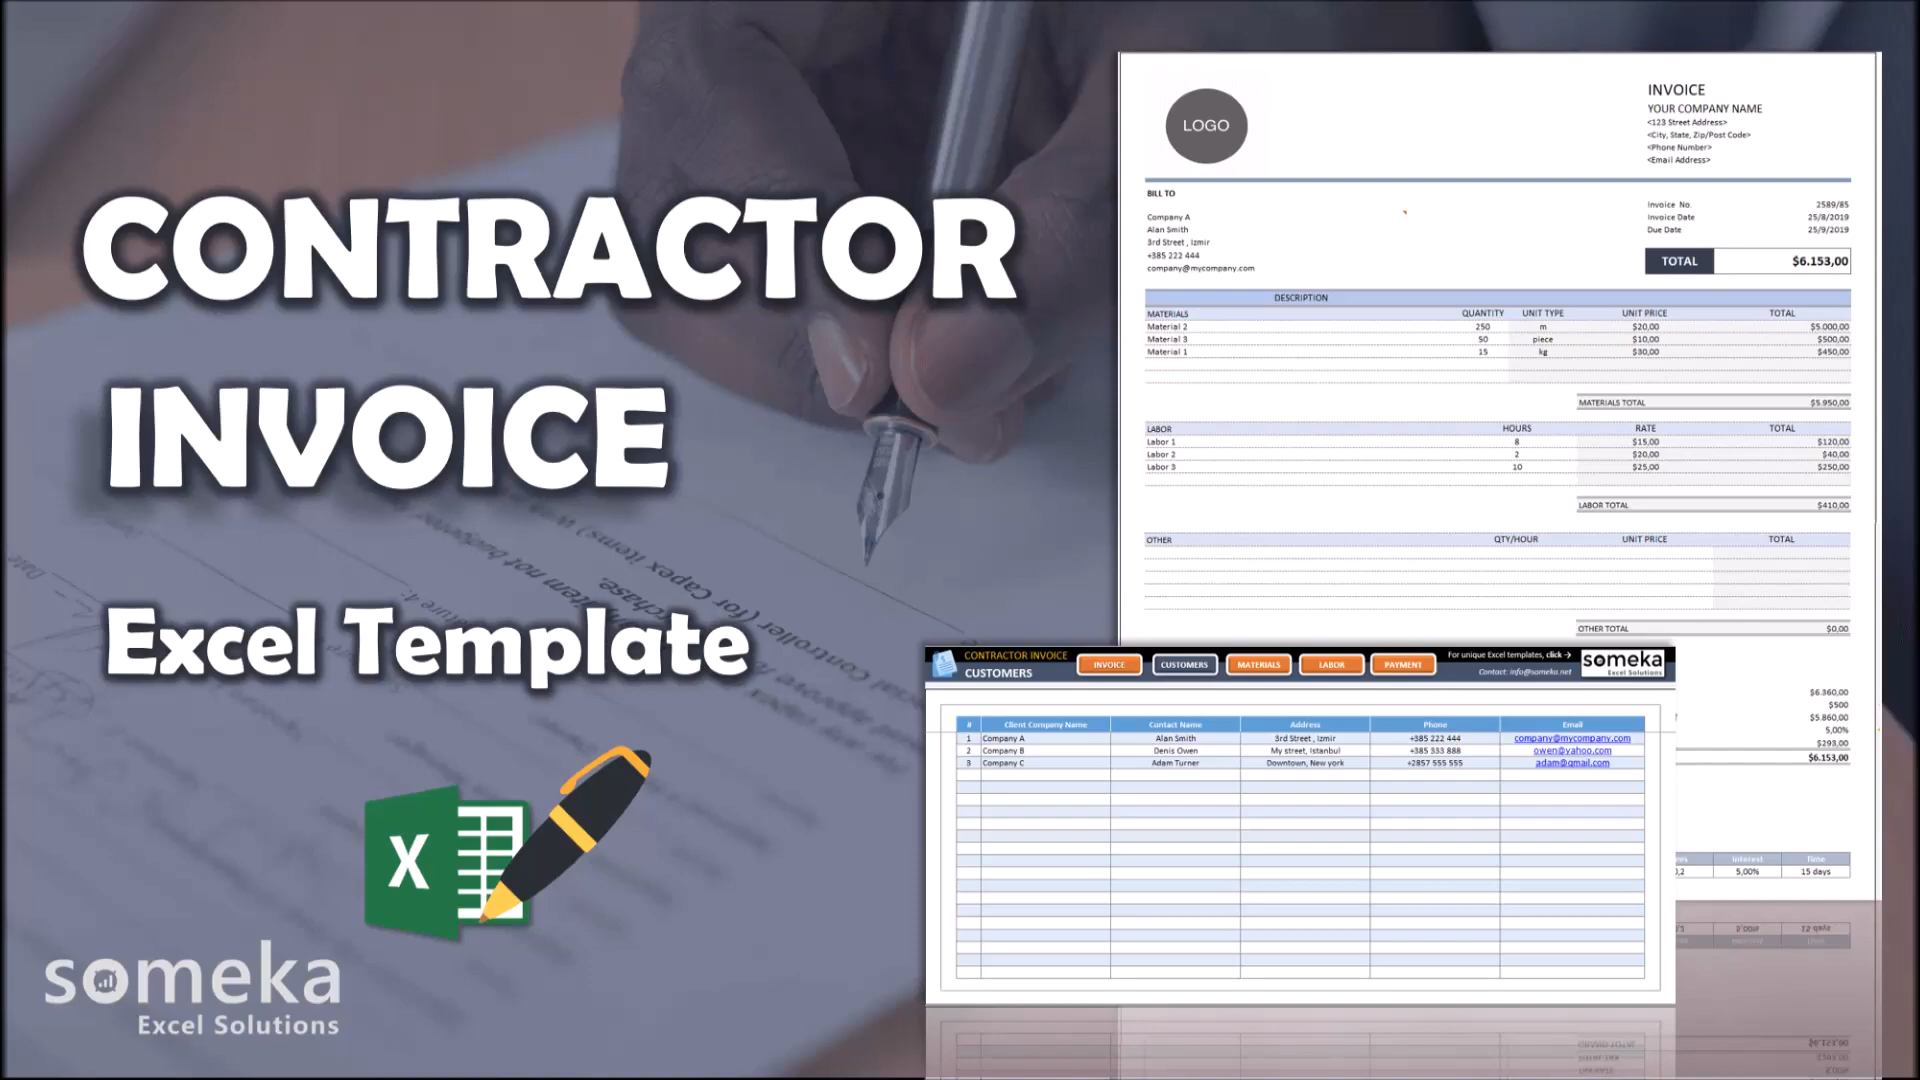 CONTRACTOR
INVOICE
Excel Template
X
someka
Excel Solutions
LOGO
INVOICE
YOUR COMPANY NAME
<123 Street Address>
<City, State, Zip/Post Code>
<Phone Number>
<Email Address>
BILL TO
Company A
Alan Smith
3rd Street , Izmir
+385 222 444
company@mycompany.com
Invoice No. 2589/85
Invoice Date 25/8/2019
Due Date 25/9/2019
TOTAL $6.153,00
DESCRIPTION
MATERIALS QUANTITY UNIT TYPE UNIT PRICE TOTAL
Material 2 250 m $20,00 $5.000,00
Material 3 50 piece $10,00 $500,00
Material 1 15 kg $30,00 $450,00
MATERIALS TOTAL $5.950,00
LABOR HOURS RATE TOTAL
Labor 1 8 $15,00 $120,00
Labor 2 2 $20,00 $40,00
Labor 3 10 $25,00 $250,00
LABOR TOTAL $410,00
OTHER QTY/HOUR UNIT PRICE TOTAL
OTHER TOTAL $0,00
$6.360,00
$500
$5.860,00
5,00%
$293,00
$6.153,00
Interest Time
5,00% 15 days
CONTRACTOR INVOICE
CUSTOMERS
INVOICE CUSTOMERS MATERIALS LABOR PAYMENT
For unique Excel templates, click →
Contact: info@someka.net
someka
Excel Solutions
# Client Company Name Contact Name Address Phone Email
1 Company A Alan Smith 3rd Street , Izmir +385 222 444 company@mycompany.com
2 Company B Denis Owen My street, Istanbul +385 333 888 owen@yahoo.com
3 Company C Adam Turner Downtown, New york +2857 555 555 adam@gmail.com